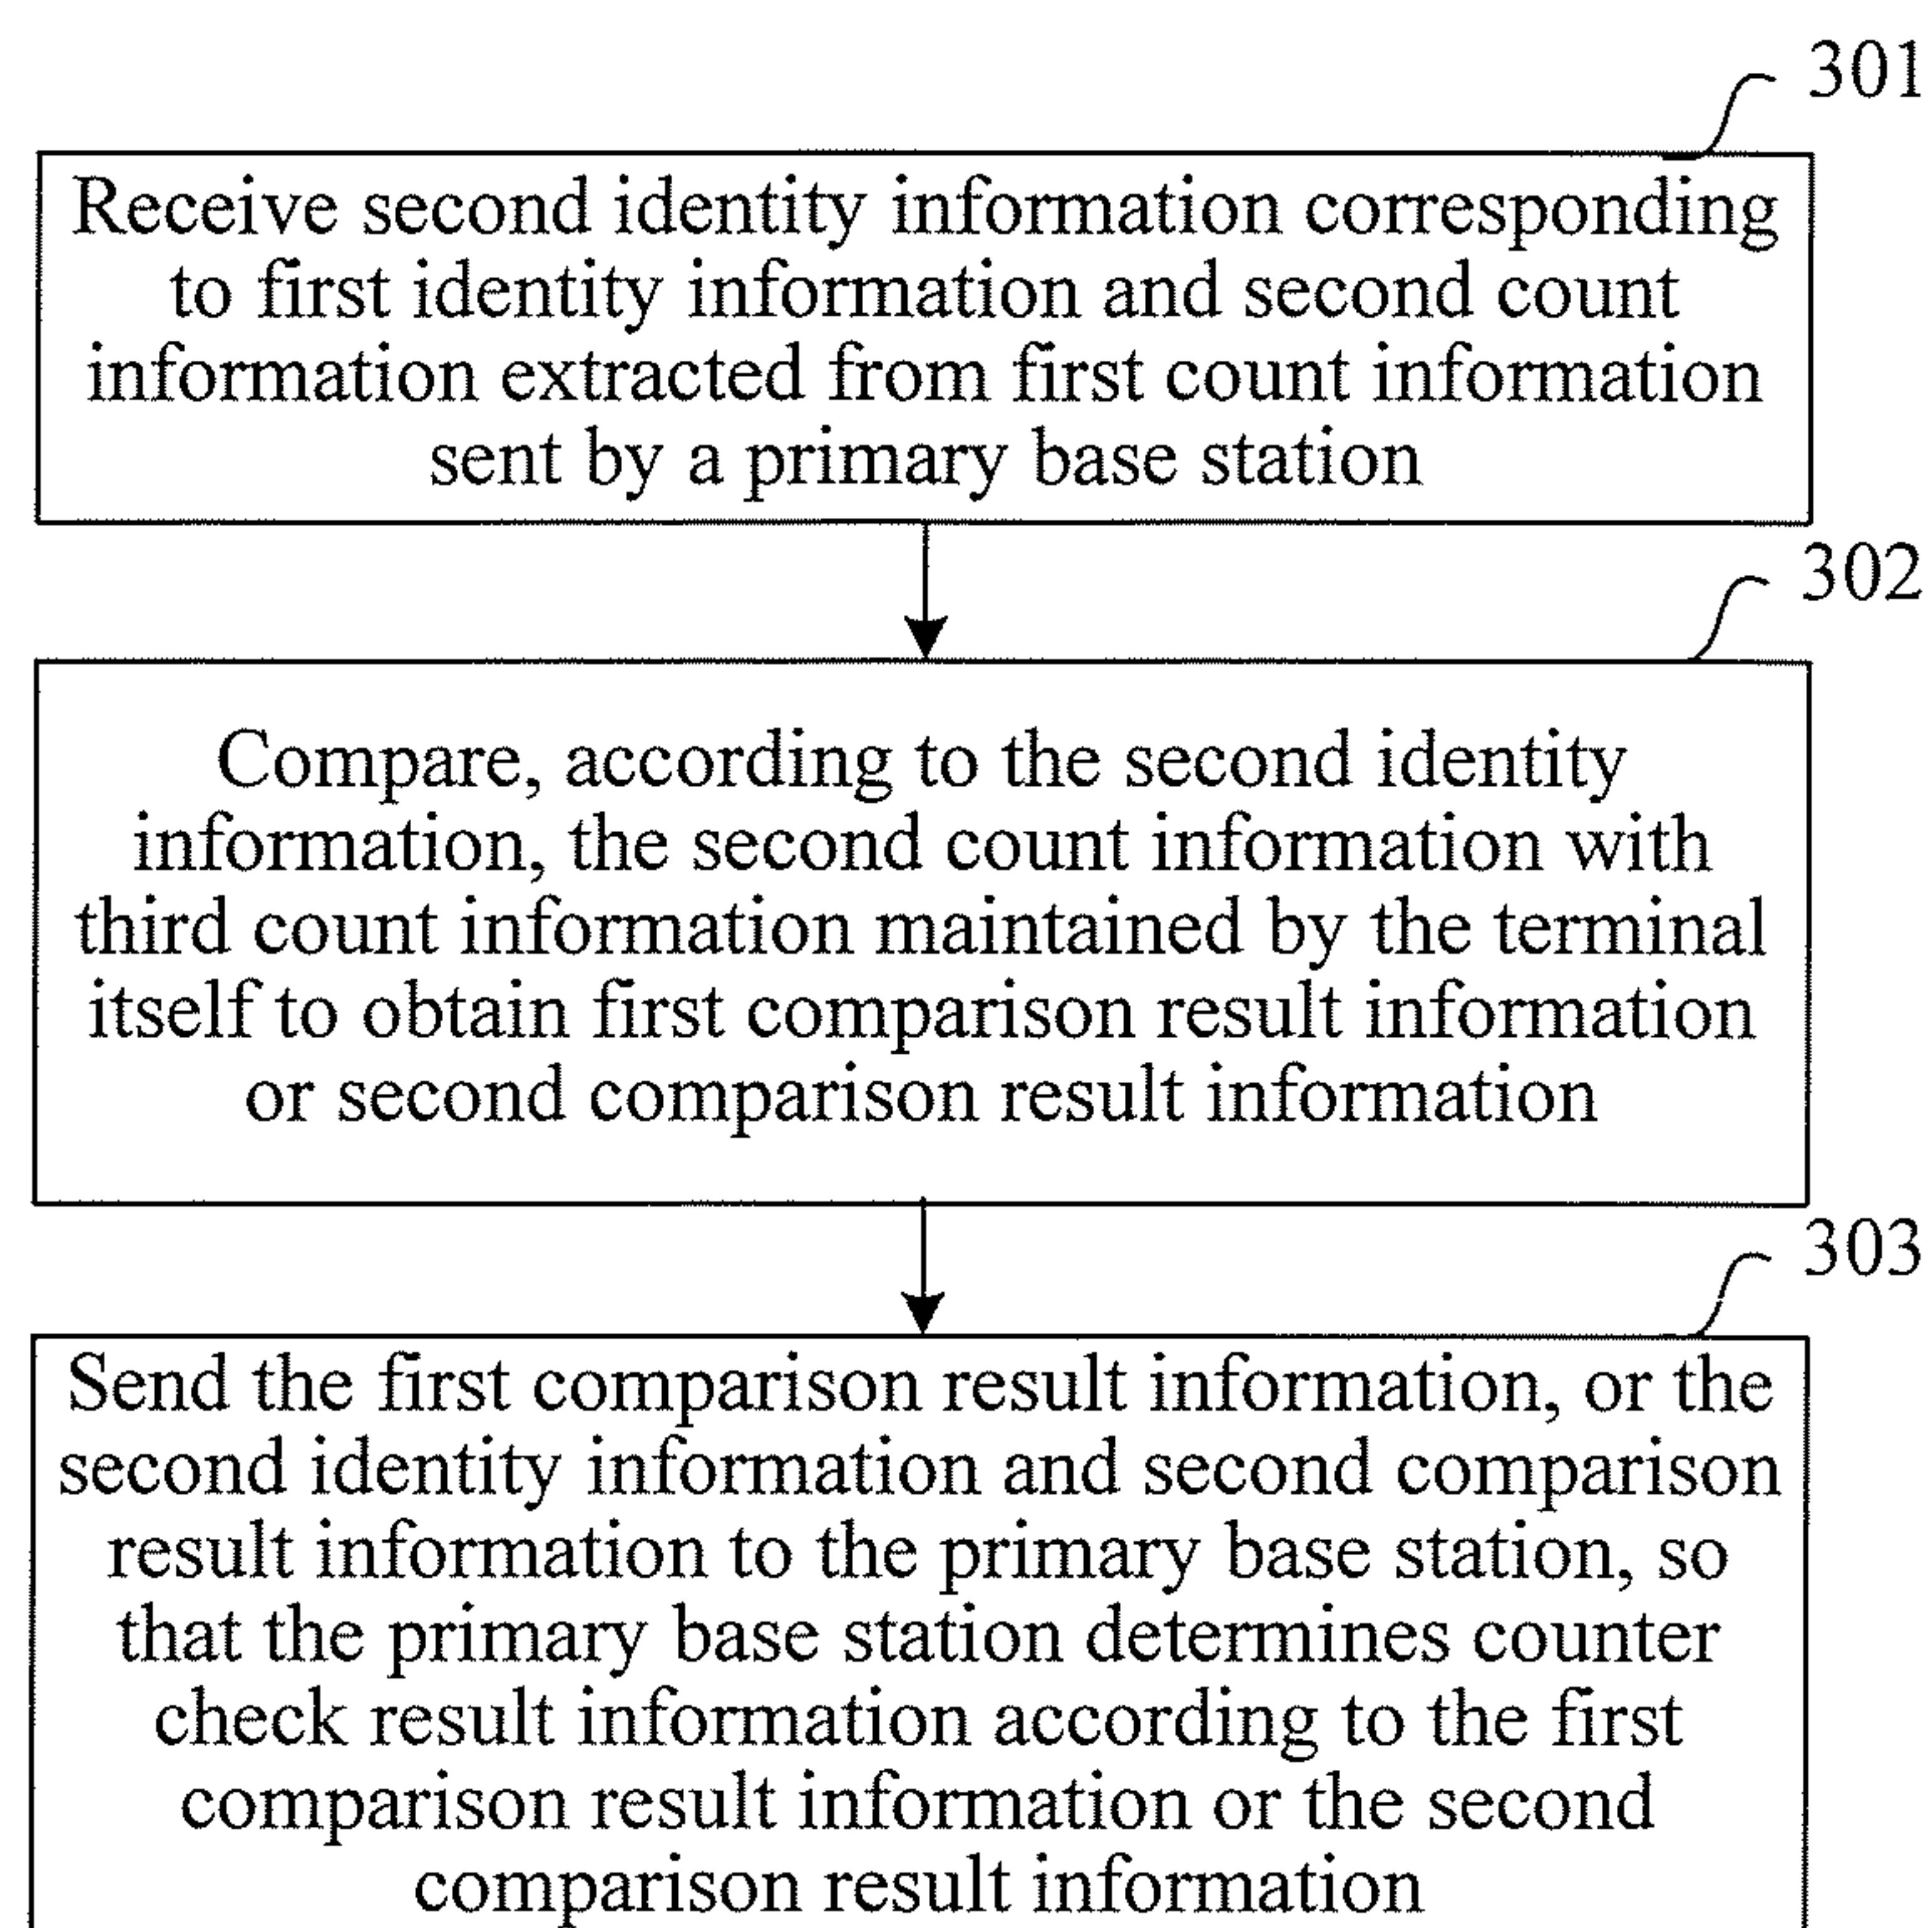 301
Receive second identity information corresponding
to first identity information and second count
information extracted from first count information
sent by a primary base station
302
Compare, according to the second identity
information, the second count information with
third count information maintained by the terminal
itself to obtain first comparison result information
or second comparison result information
303
Send the first comparison result information, or the
second identity information and second comparison
result information to the primary base station, so
that the primary base station determines counter
check result information according to the first
comparison result information or the second
comparison result information